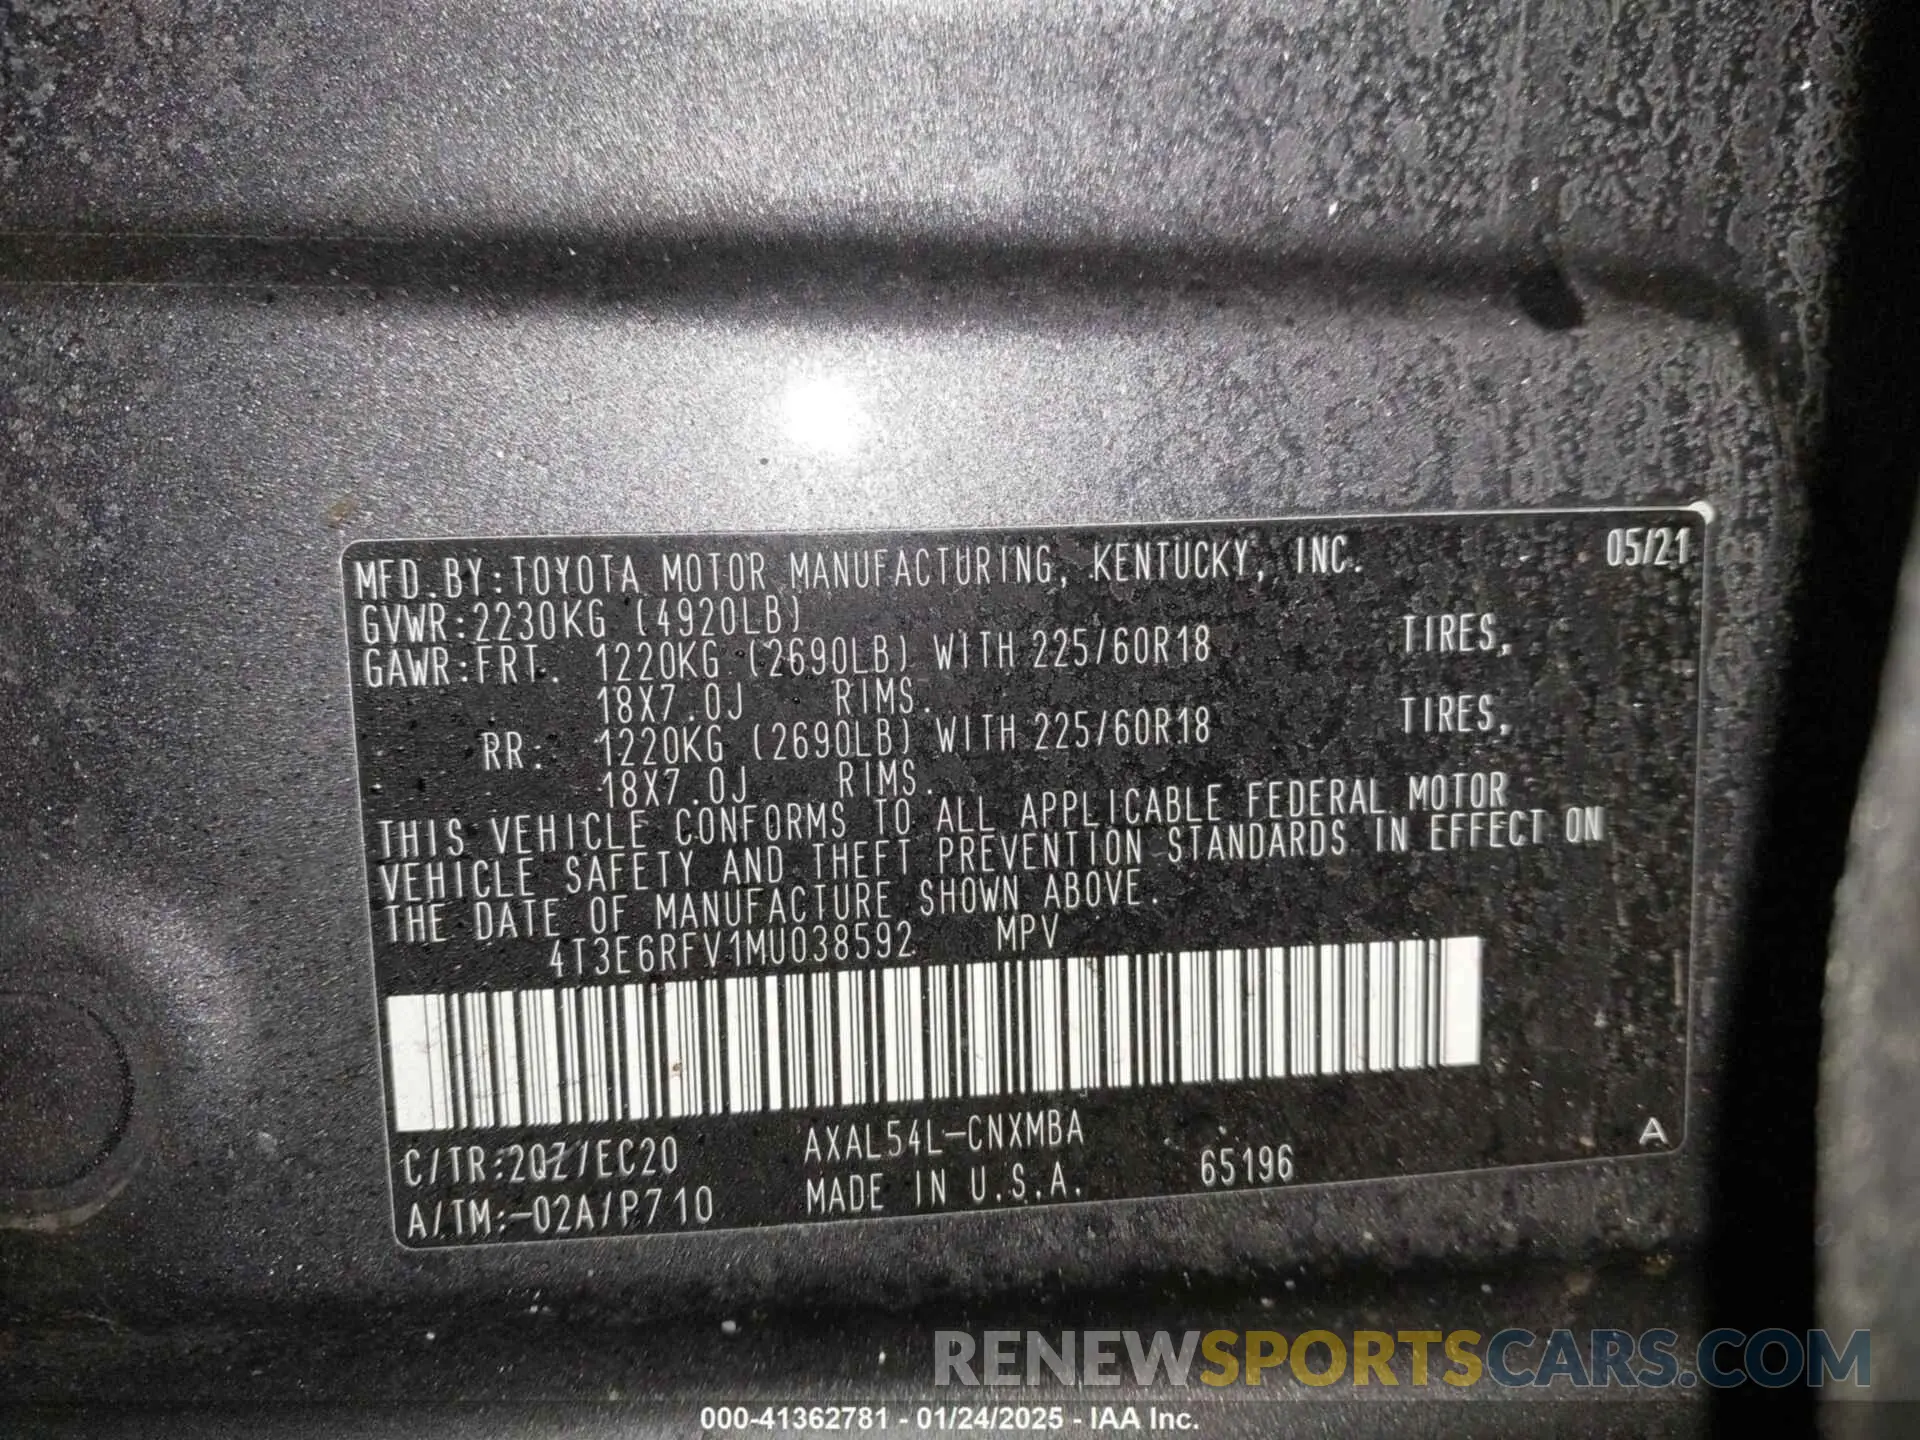 MFD.BY:TOYOTA MOTOR MANUFACTURING, KENTUCKY, INC. 05/21
GVWR:2230KG (4920LB)
GAWR:FRT. 1220KG (2690LB) WITH 225/60R18 TIRES,
18X7.0J RIMS.
RR: 1220KG (2690LB) WITH 225/60R18 TIRES,
18X7.0J RIMS.
THIS VEHICLE CONFORMS TO ALL APPLICABLE FEDERAL MOTOR
VEHICLE SAFETY AND THEFT PREVENTION STANDARDS IN EFFECT ON
THE DATE OF MANUFACTURE SHOWN ABOVE.
4T3E6RFV1MU038592 MPV
C/TR:2QZ/EC20 AXAL54L-CNXMBA A
A/TM:-02A/P710 MADE IN U.S.A. 65196
RENEWSPORTSCARS.COM
000-41362781 - 01/24/2025 - IAA Inc.